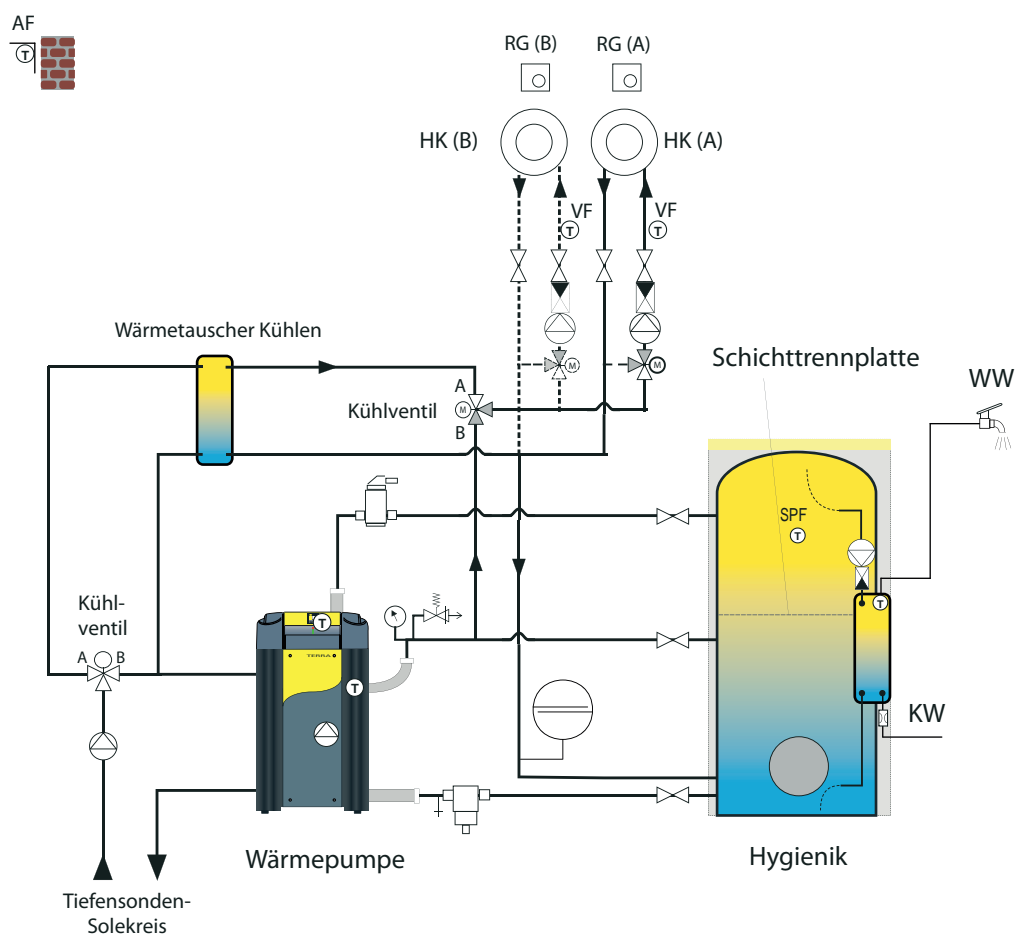 AF
T
RG (B)
RG (A)
HK (B)
HK (A)
VF
T
VF
T
M
M
Wärmetauscher Kühlen
Schichttrennplatte
WW
A
Kühlventil
M
B
SPF
T
Kühl-
ventil
A
B
T
TERRA
T
T
KW
Wärmepumpe
Hygienik
Tiefensonden-
Solekreis